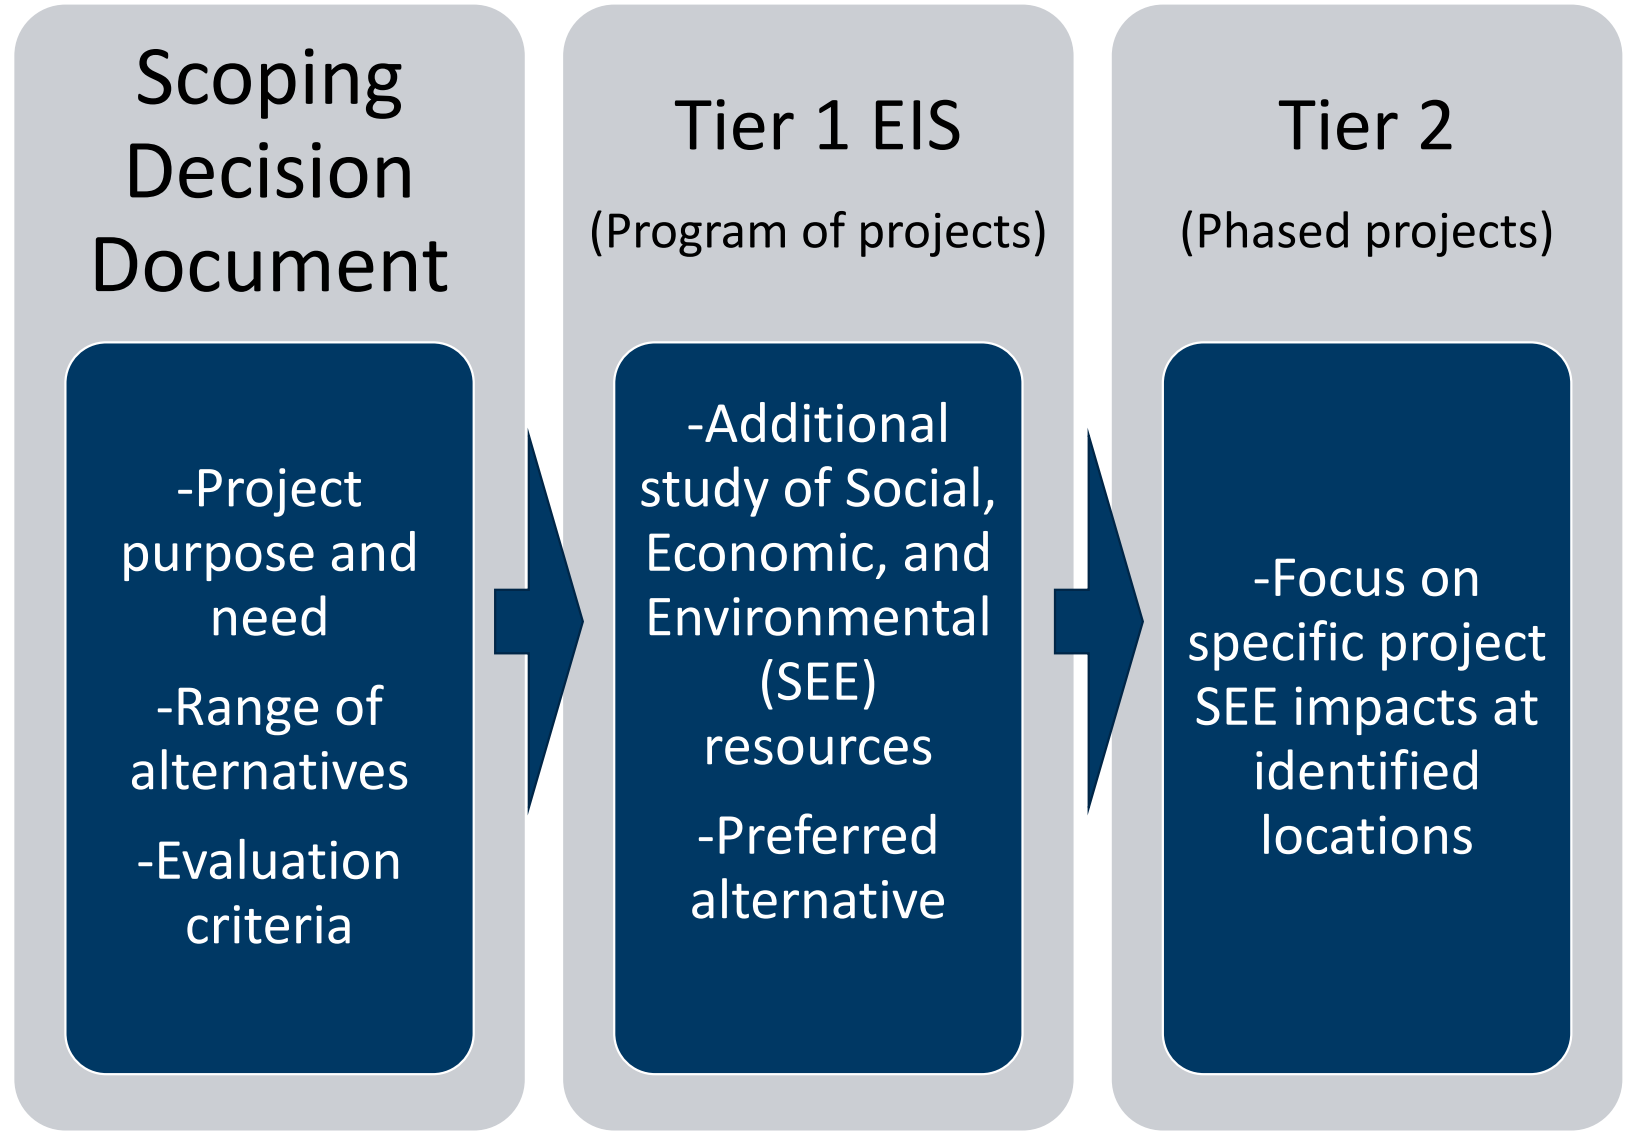 Scoping
Decision
Document
-Project
purpose and
need
-Range of
alternatives
-Evaluation
criteria
Tier 1 EIS
(Program of projects)
-Additional
study of Social,
Economic, and
Environmental
(SEE)
resources
-Preferred
alternative
Tier 2
(Phased projects)
-Focus on
specific project
SEE impacts at
identified
locations